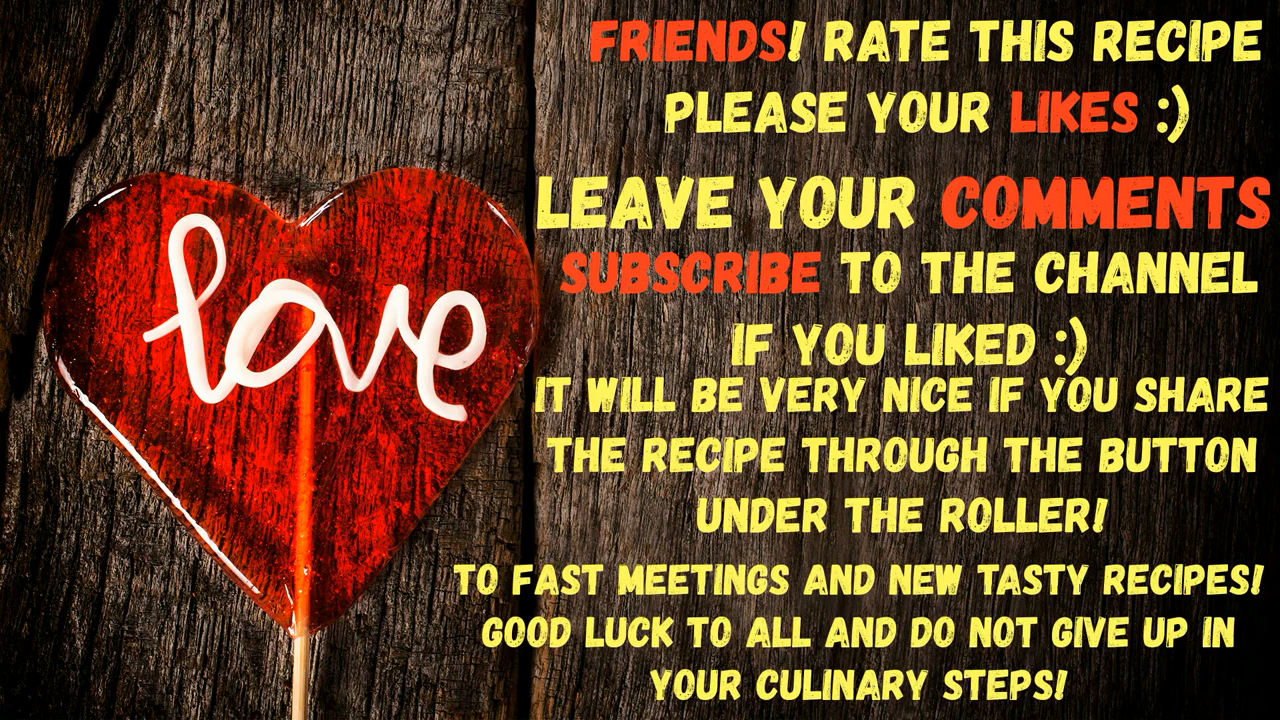 love
FRIENDS! RATE THIS RECIPE
PLEASE YOUR LIKES :)
LEAVE YOUR COMMENTS
SUBSCRIBE TO THE CHANNEL
IF YOU LIKED :)
IT WILL BE VERY NICE IF YOU SHARE
THE RECIPE THROUGH THE BUTTON
UNDER THE ROLLER!
TO FAST MEETINGS AND NEW TASTY RECIPES!
GOOD LUCK TO ALL AND DO NOT GIVE UP IN
YOUR CULINARY STEPS!